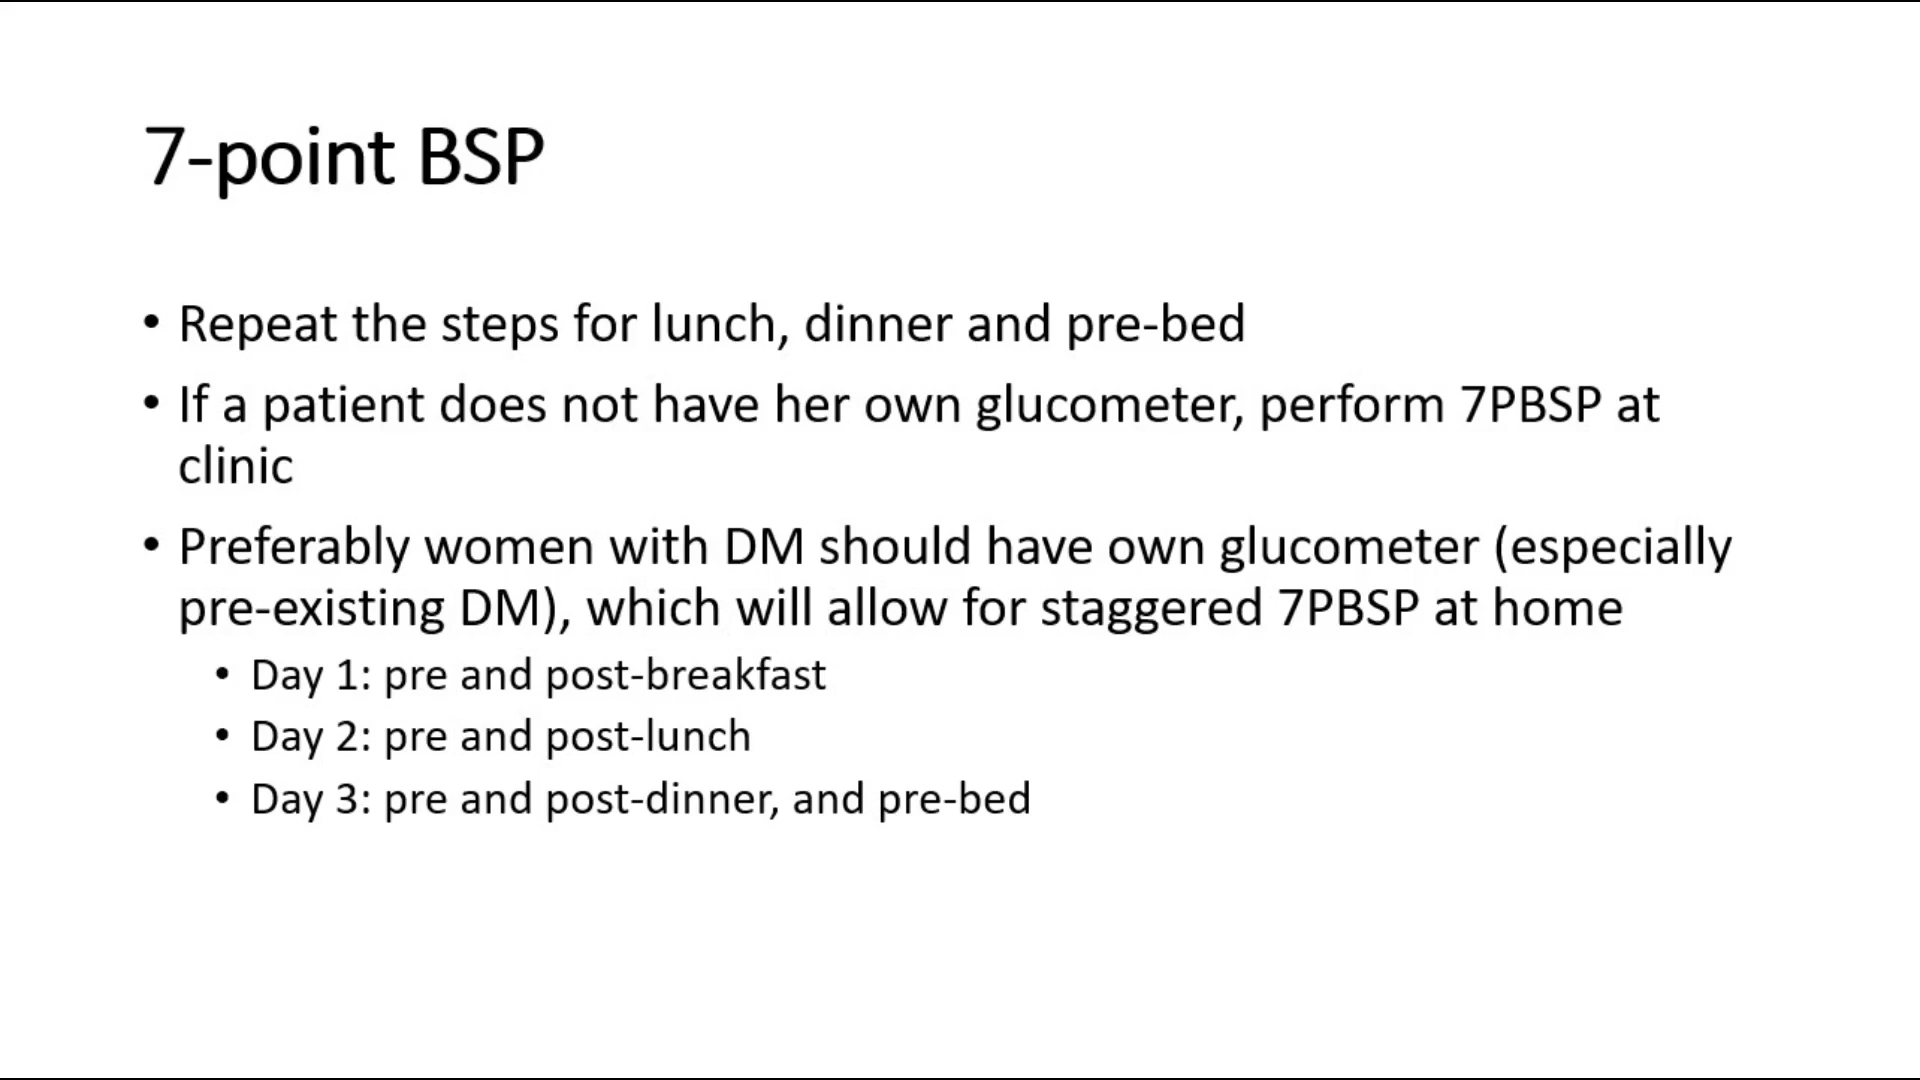 7-point BSP
• Repeat the steps for lunch, dinner and pre-bed
• If a patient does not have her own glucometer, perform 7PBSP at
clinic
• Preferably women with DM should have own glucometer (especially
pre-existing DM), which will allow for staggered 7PBSP at home
• Day 1: pre and post-breakfast
• Day 2: pre and post-lunch
• Day 3: pre and post-dinner, and pre-bed